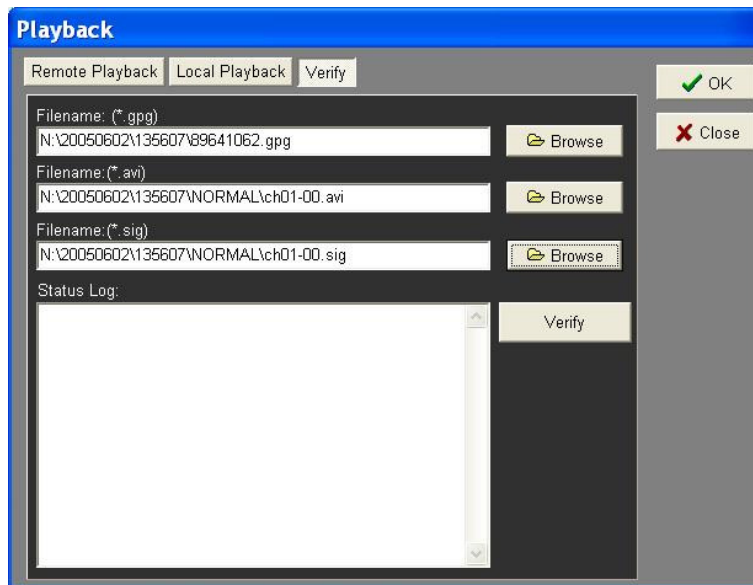 Playback
Remote Playback Local Playback Verify
OK
Close
Filename: (*.gpg)
N:\20050602\135607\89641062.gpg Browse
Filename:(*.avi)
N:\20050602\135607\NORMAL\ch01-00.avi Browse
Filename:(*.sig)
N:\20050602\135607\NORMAL\ch01-00.sig Browse
Status Log:
Verify